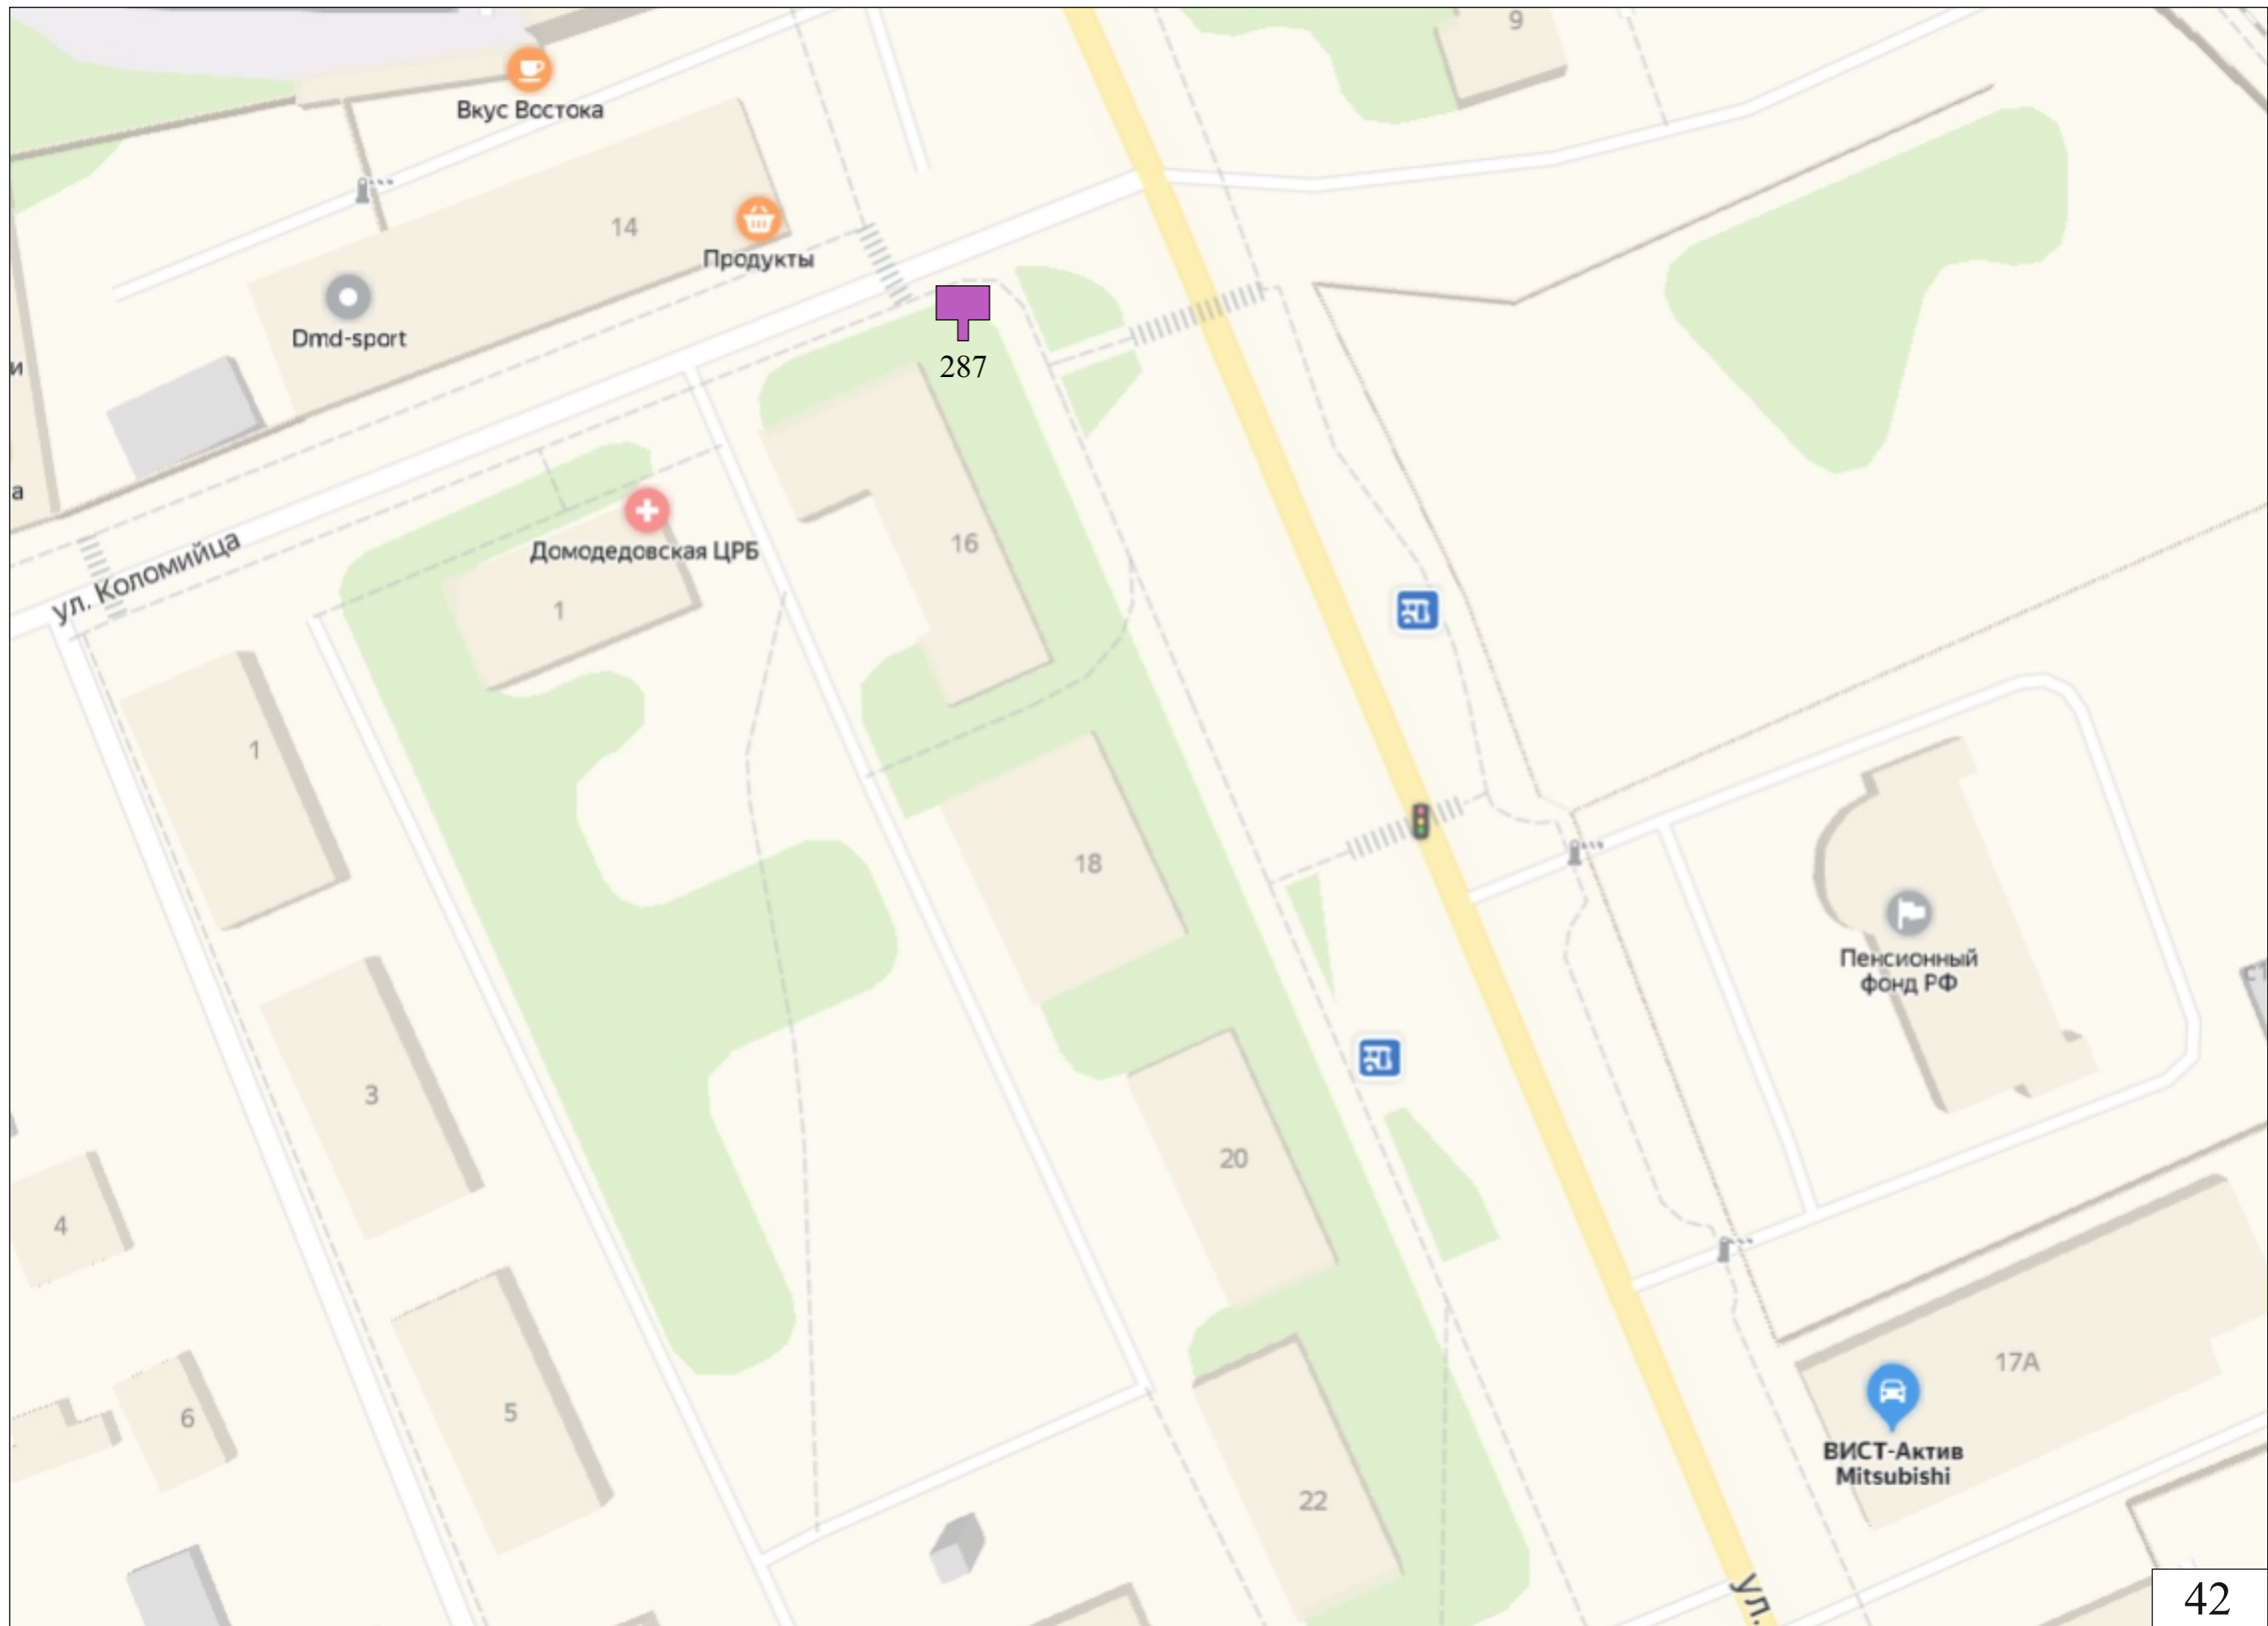 9
Вкус Востока
14
Продукты
Dmd-sport
287
и
а
16
Домодедовская ЦРБ
ул. Коломийца
1
1
18
Пенсионный
фонд РФ
3
20
4
17А
ВИСТ-Актив
Mitsubishi
6
5
22
ул.
42